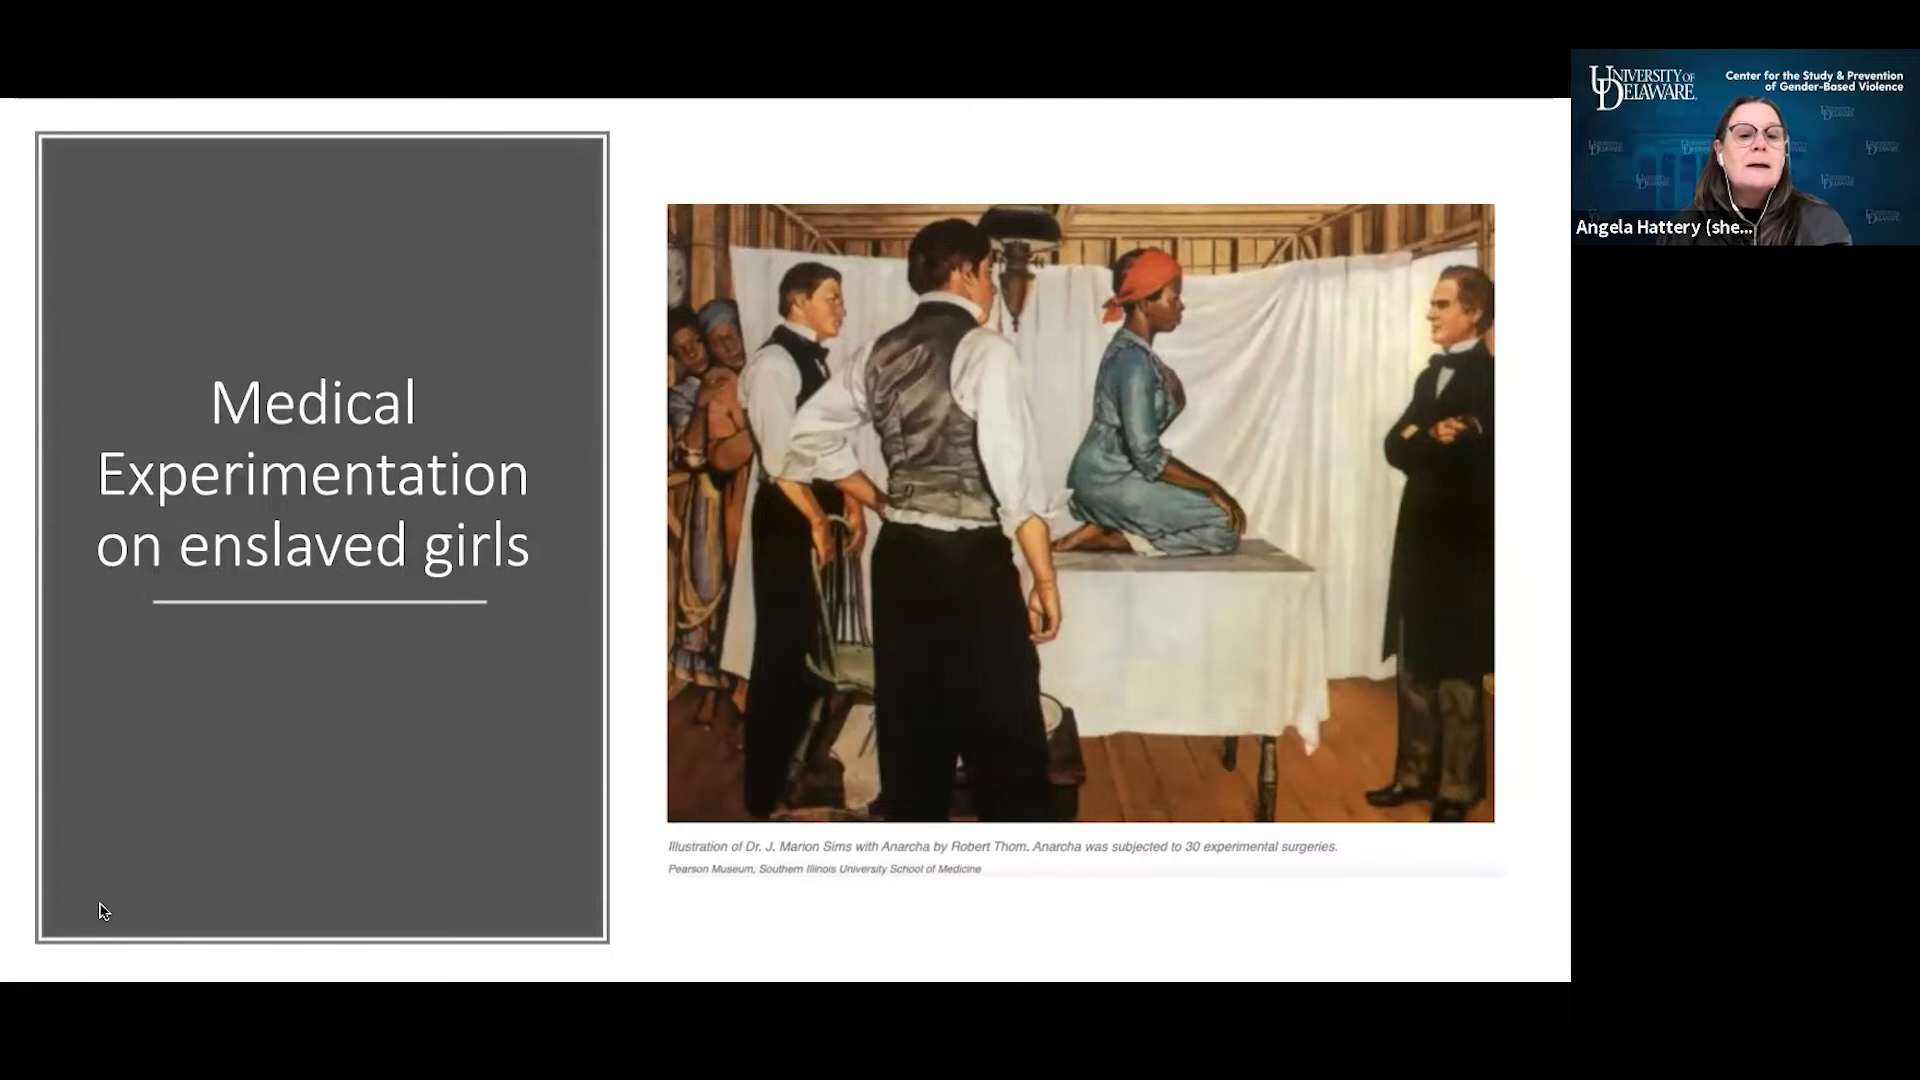 Medical
Experimentation
on enslaved girls
Illustration of Dr. J. Marion Sims with Anarcha by Robert Thom. Anarcha was subjected to 30 experimental surgeries.
Pearson Museum, Southern Illinois University School of Medicine
UNIVERSITY OF
DELAWARE
Center for the Study & Prevention
of Gender-Based Violence
Angela Hattery (she...